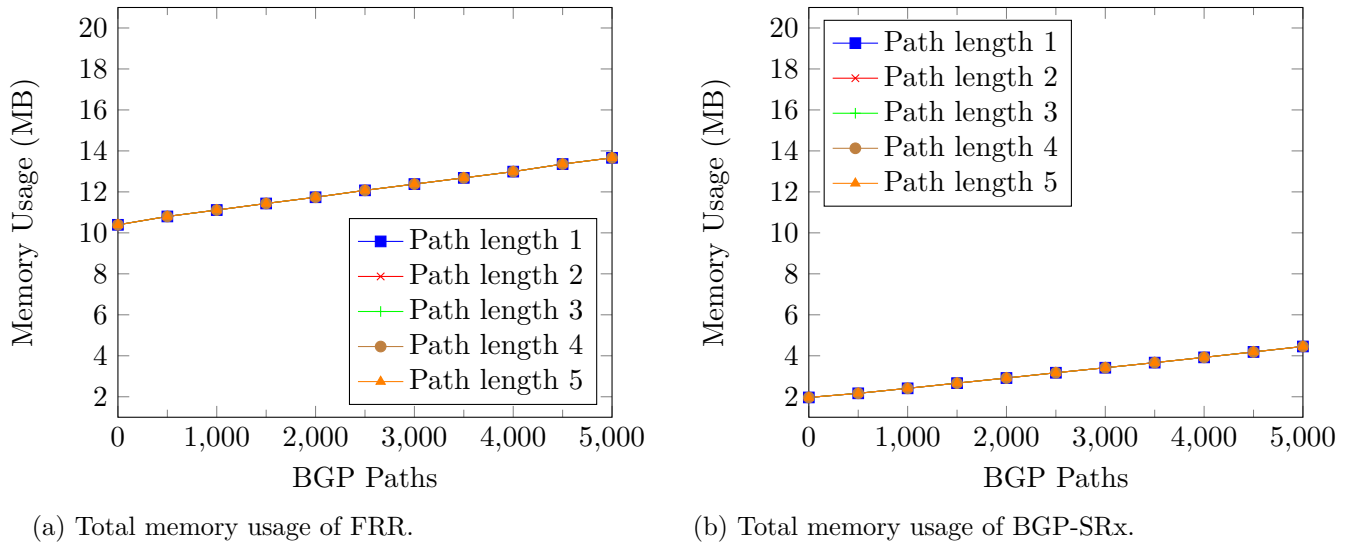 20
18
16
14
12
10
8
6
4
2
Memory Usage (MB)
0 1,000 2,000 3,000 4,000 5,000
BGP Paths
Path length 1
Path length 2
Path length 3
Path length 4
Path length 5
(a) Total memory usage of FRR.
20
18
16
14
12
10
8
6
4
2
Memory Usage (MB)
0 1,000 2,000 3,000 4,000 5,000
BGP Paths
Path length 1
Path length 2
Path length 3
Path length 4
Path length 5
(b) Total memory usage of BGP-SRx.